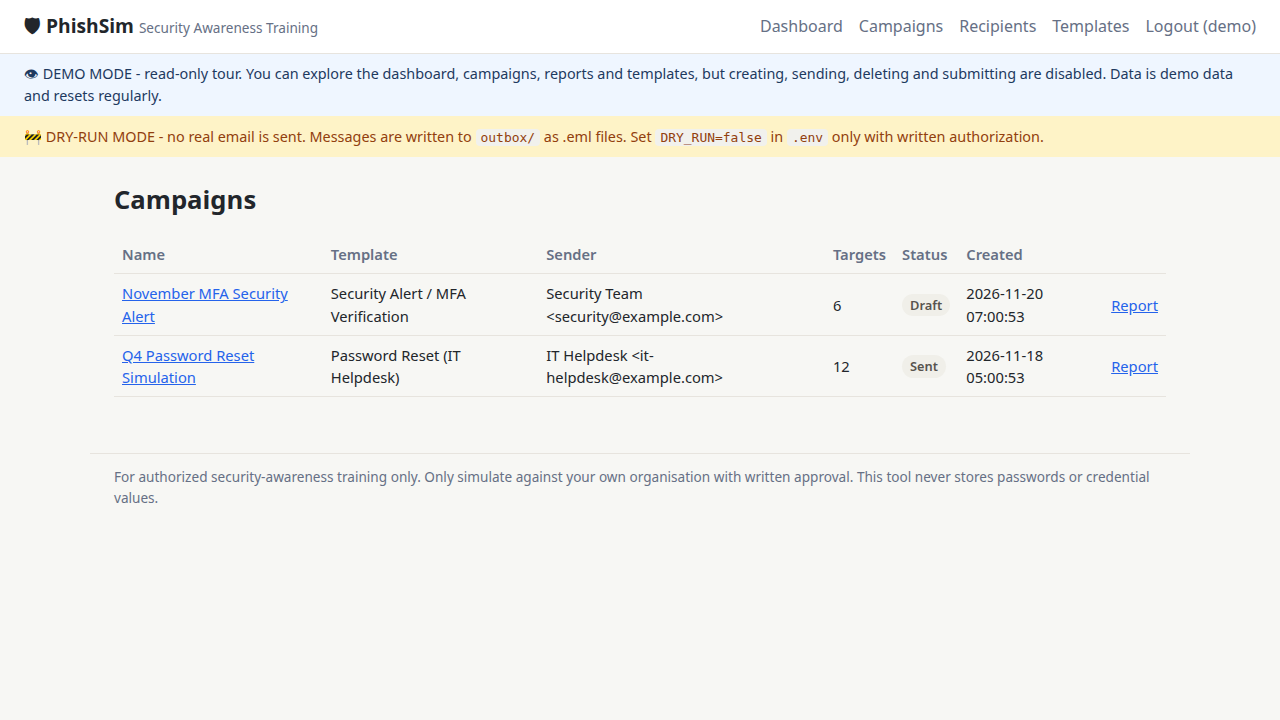 PhishSim Security Awareness Training
Dashboard Campaigns Recipients Templates Logout (demo)
DEMO MODE - read-only tour. You can explore the dashboard, campaigns, reports and templates, but creating, sending, deleting and submitting are disabled. Data is demo data
and resets regularly.
DRY-RUN MODE - no real email is sent. Messages are written to outbox/ as .eml files. Set DRY_RUN=false in .env only with written authorization.
Campaigns
Name Template Sender Targets Status Created
November MFA Security
Alert
Security Alert / MFA
Verification
Security Team
<security@example.com>
6
Draft
2026-11-20
07:00:53
Report
Q4 Password Reset
Simulation
Password Reset (IT
Helpdesk)
IT Helpdesk <it-
helpdesk@example.com>
12
Sent
2026-11-18
05:00:53
Report
For authorized security-awareness training only. Only simulate against your own organisation with written approval. This tool never stores passwords or credential
values.